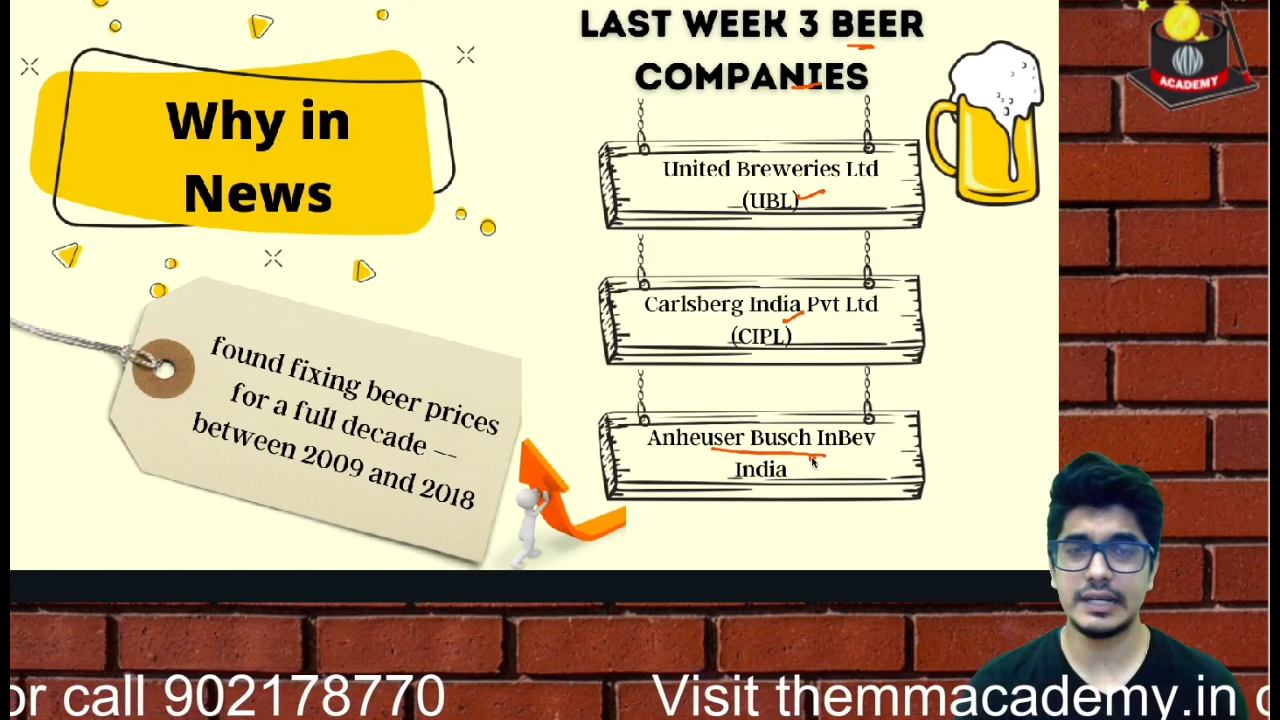 Why in
News
found fixing beer prices
for a full decade —
between 2009 and 2018
LAST WEEK 3 BEER
COMPANIES
United Breweries Ltd
(UBL)
Carlsberg India Pvt Ltd
(CIPL)
Anheuser Busch InBev
India
ACADEMY
or call 902178770
Visit themmacademy.in o